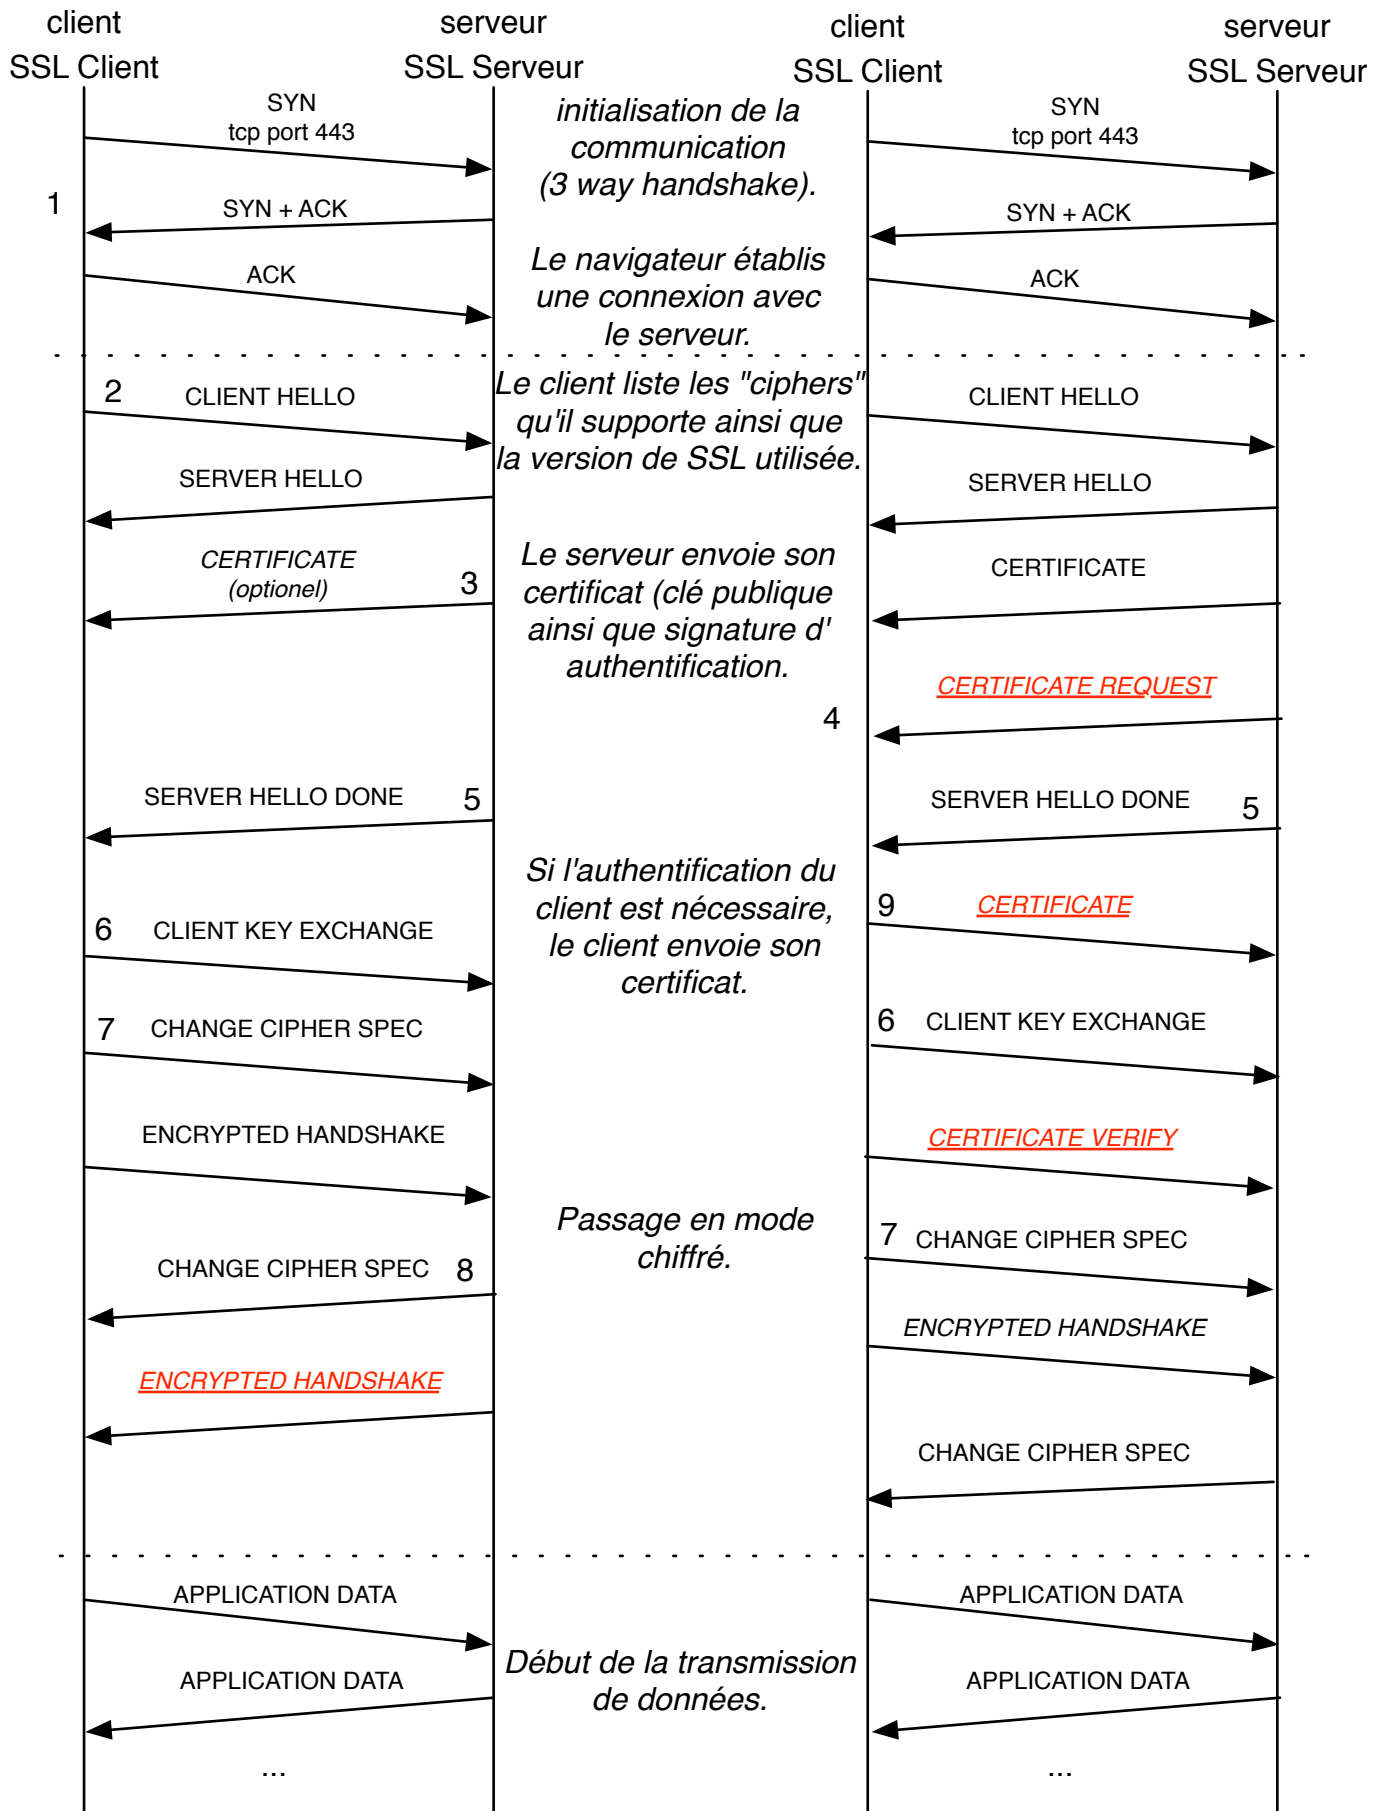 client
SSL Client
serveur
SSL Serveur
client
SSL Client
serveur
SSL Serveur
SYN
tcp port 443
1
SYN + ACK
ACK
initialisation de la
communication
(3 way handshake).
Le navigateur établis
une connexion avec
le serveur.
SYN
tcp port 443
SYN + ACK
ACK
2
CLIENT HELLO
SERVER HELLO
CERTIFICATE
(optionel)
3
Le client liste les "ciphers"
qu'il supporte ainsi que
la version de SSL utilisée.
Le serveur envoie son
certificat (clé publique
ainsi que signature d'
authentification.
CLIENT HELLO
SERVER HELLO
CERTIFICATE
CERTIFICATE REQUEST
4
SERVER HELLO DONE
5
SERVER HELLO DONE
5
Si l'authentification du
client est nécessaire,
le client envoie son
certificat.
6
CLIENT KEY EXCHANGE
7
CHANGE CIPHER SPEC
ENCRYPTED HANDSHAKE
CHANGE CIPHER SPEC
8
ENCRYPTED HANDSHAKE
Passage en mode
chiffré.
9
CERTIFICATE
6
CLIENT KEY EXCHANGE
CERTIFICATE VERIFY
7
CHANGE CIPHER SPEC
ENCRYPTED HANDSHAKE
CHANGE CIPHER SPEC
APPLICATION DATA
APPLICATION DATA
...
Début de la transmission
de données.
APPLICATION DATA
APPLICATION DATA
...